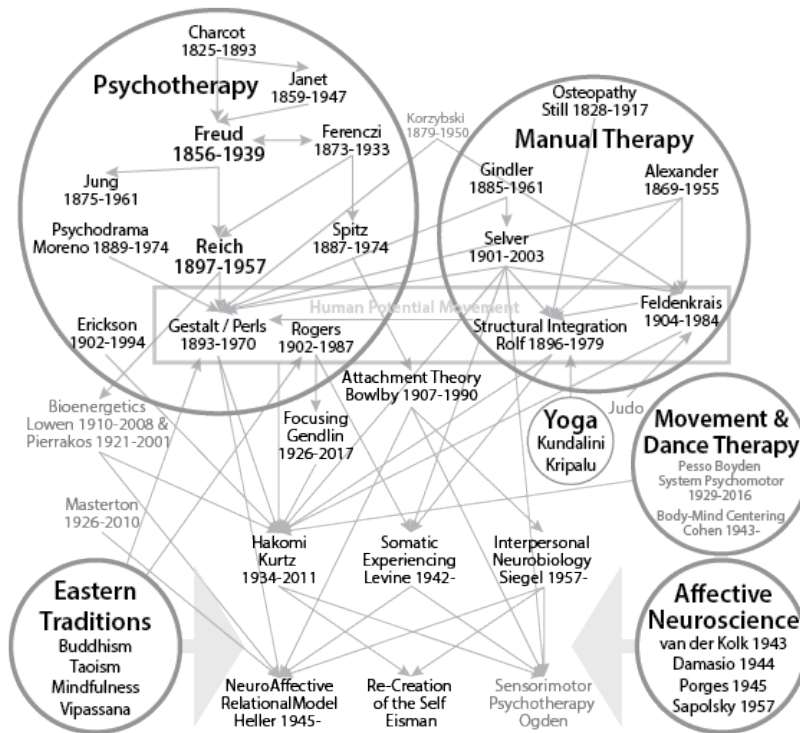 Charcot
1825-1893
Psychotherapy
Janet
1859-1947
Freud
1856-1939
Ferenczi
1873-1933
Jung
1875-1961
Psychodrama
Moreno 1889-1974
Reich
1897-1957
Spitz
1887-1974
Korzybski
1879-1950
Osteopathy
Still 1828-1917
Manual Therapy
Gindler
1885-1961
Alexander
1869-1955
Selver
1901-2003
Human Potential Movement
Erickson
1902-1994
Gestalt / Perls
1893-1970
Rogers
1902-1987
Structural Integration
Rolf 1896-1979
Feldenkrais
1904-1984
Attachment Theory
Bowlby 1907-1990
Bioenergetics
Lowen 1910-2008 &
Pierrakos 1921-2001
Focusing
Gendlin
1926-2017
Yoga
Kundalini
Kripalu
Judo
Movement &
Dance Therapy
Pesso Boyden
System Psychomotor
1929-2016
Body-Mind Centering
Cohen 1943-
Masterton
1926-2010
Hakomi
Kurtz
1934-2011
Somatic
Experiencing
Levine 1942-
Interpersonal
Neurobiology
Siegel 1957-
Eastern
Traditions
Buddhism
Taoism
Mindfulness
Vipassana
Affective
Neuroscience
van der Kolk 1943
Damasio 1944
Porges 1945
Sapolsky 1957
NeuroAffective
RelationalModel
Heller 1945-
Re-Creation
of the Self
Eisman
Sensorimotor
Psychotherapy
Ogden